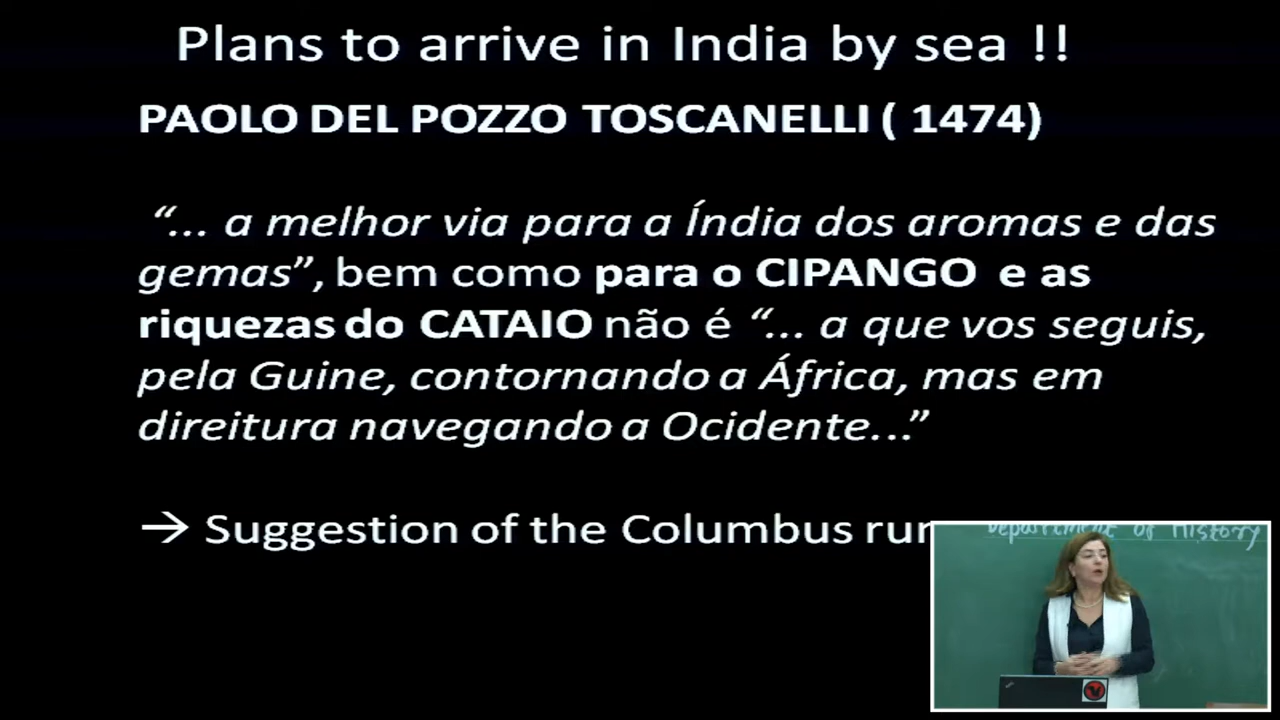 Plans to arrive in India by sea !!
PAOLO DEL POZZO TOSCANELLI ( 1474)
“... a melhor via para a Índia dos aromas e das
gemas”, bem como para o CIPANGO e as
riquezas do CATAIO não é “... a que vos seguis,
pela Guine, contornando a África, mas em
direitura navegando a Ocidente...”
→ Suggestion of the Columbus
Department of History